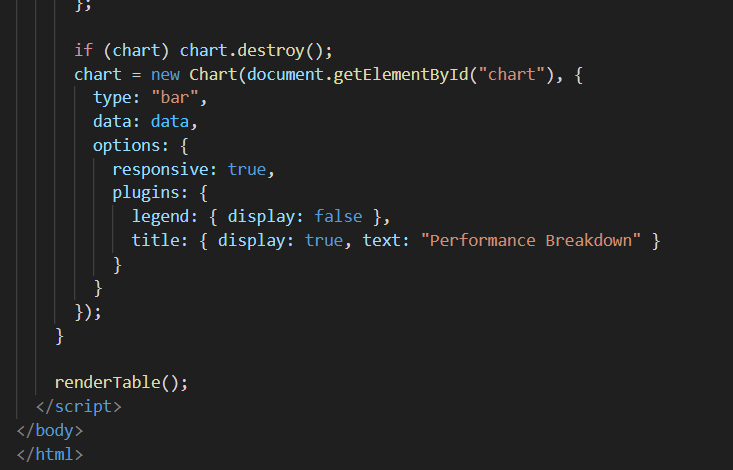 };
if (chart) chart.destroy();
chart = new Chart(document.getElementById("chart"), {
type: "bar",
data: data,
options: {
responsive: true,
plugins: {
legend: { display: false },
title: { display: true, text: "Performance Breakdown" }
}
}
});
}
renderTable();
</script>
</body>
</html>